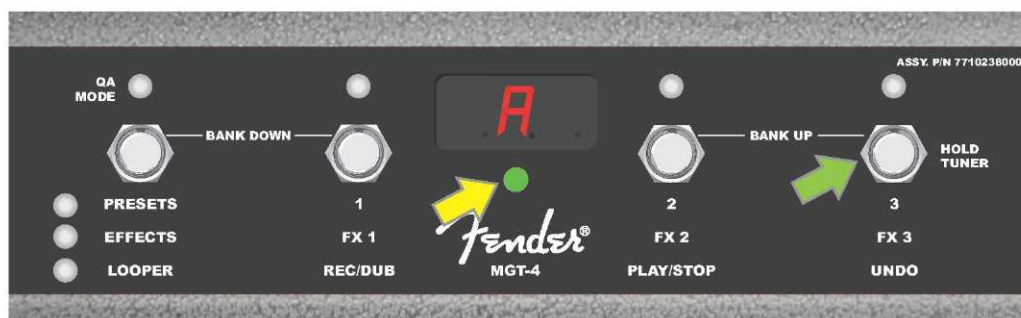 ASSY. P/N 7710238000
QA
MODE
A
BANK DOWN
BANK UP
HOLD
TUNER
PRESETS
1
2
3
EFFECTS
FX 1
Fender®
FX 2
FX 3
LOOPER
REC/DUB
MGT-4
PLAY/STOP
UNDO